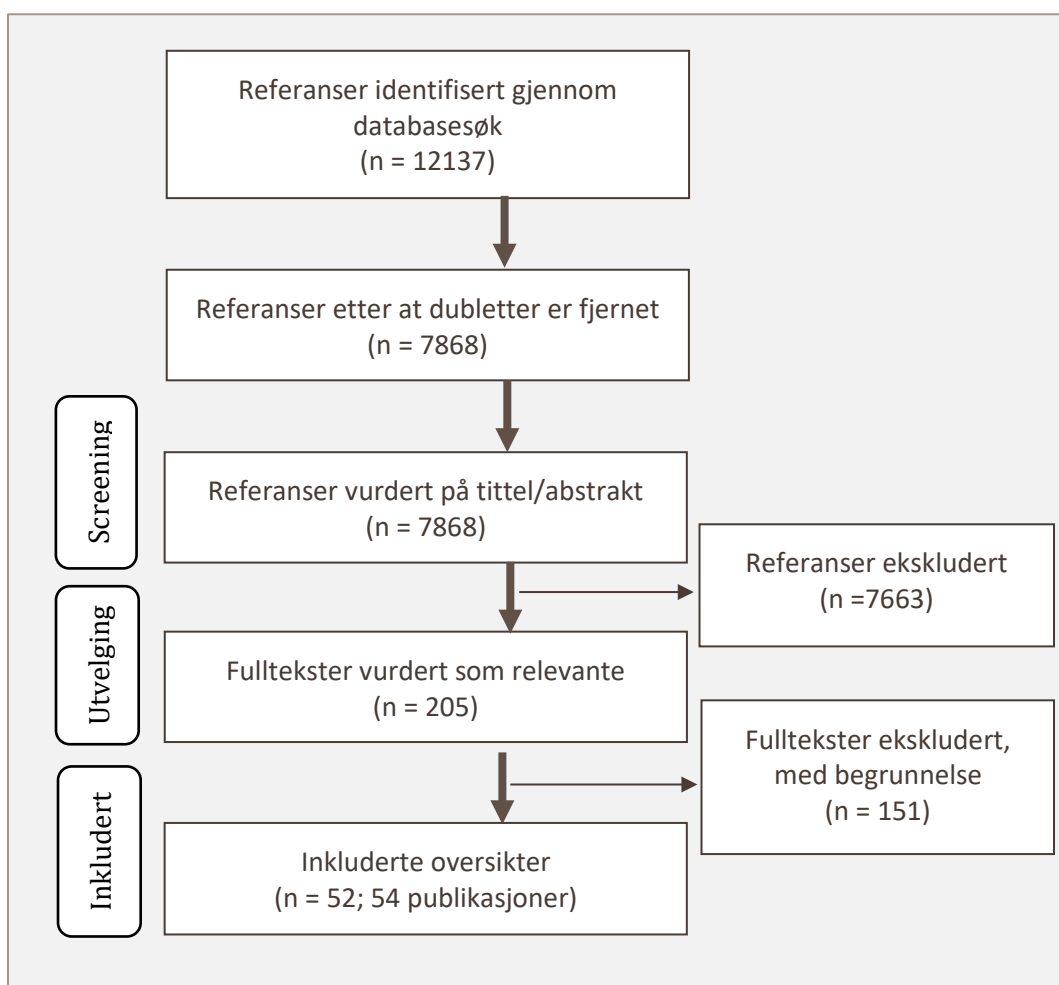 Referanser identifisert gjennom
databasesøk
(n = 12137)
Referanser etter at dubletter er fjernet
(n = 7868)
Screening
Referanser vurdert på tittel/abstrakt
(n = 7868)
Referanser ekskludert
(n =7663)
Utvelging
Fulltekster vurdert som relevante
(n = 205)
Fulltekster ekskludert,
med begrunnelse
(n = 151)
Inkludert
Inkluderte oversikter
(n = 52; 54 publikasjoner)